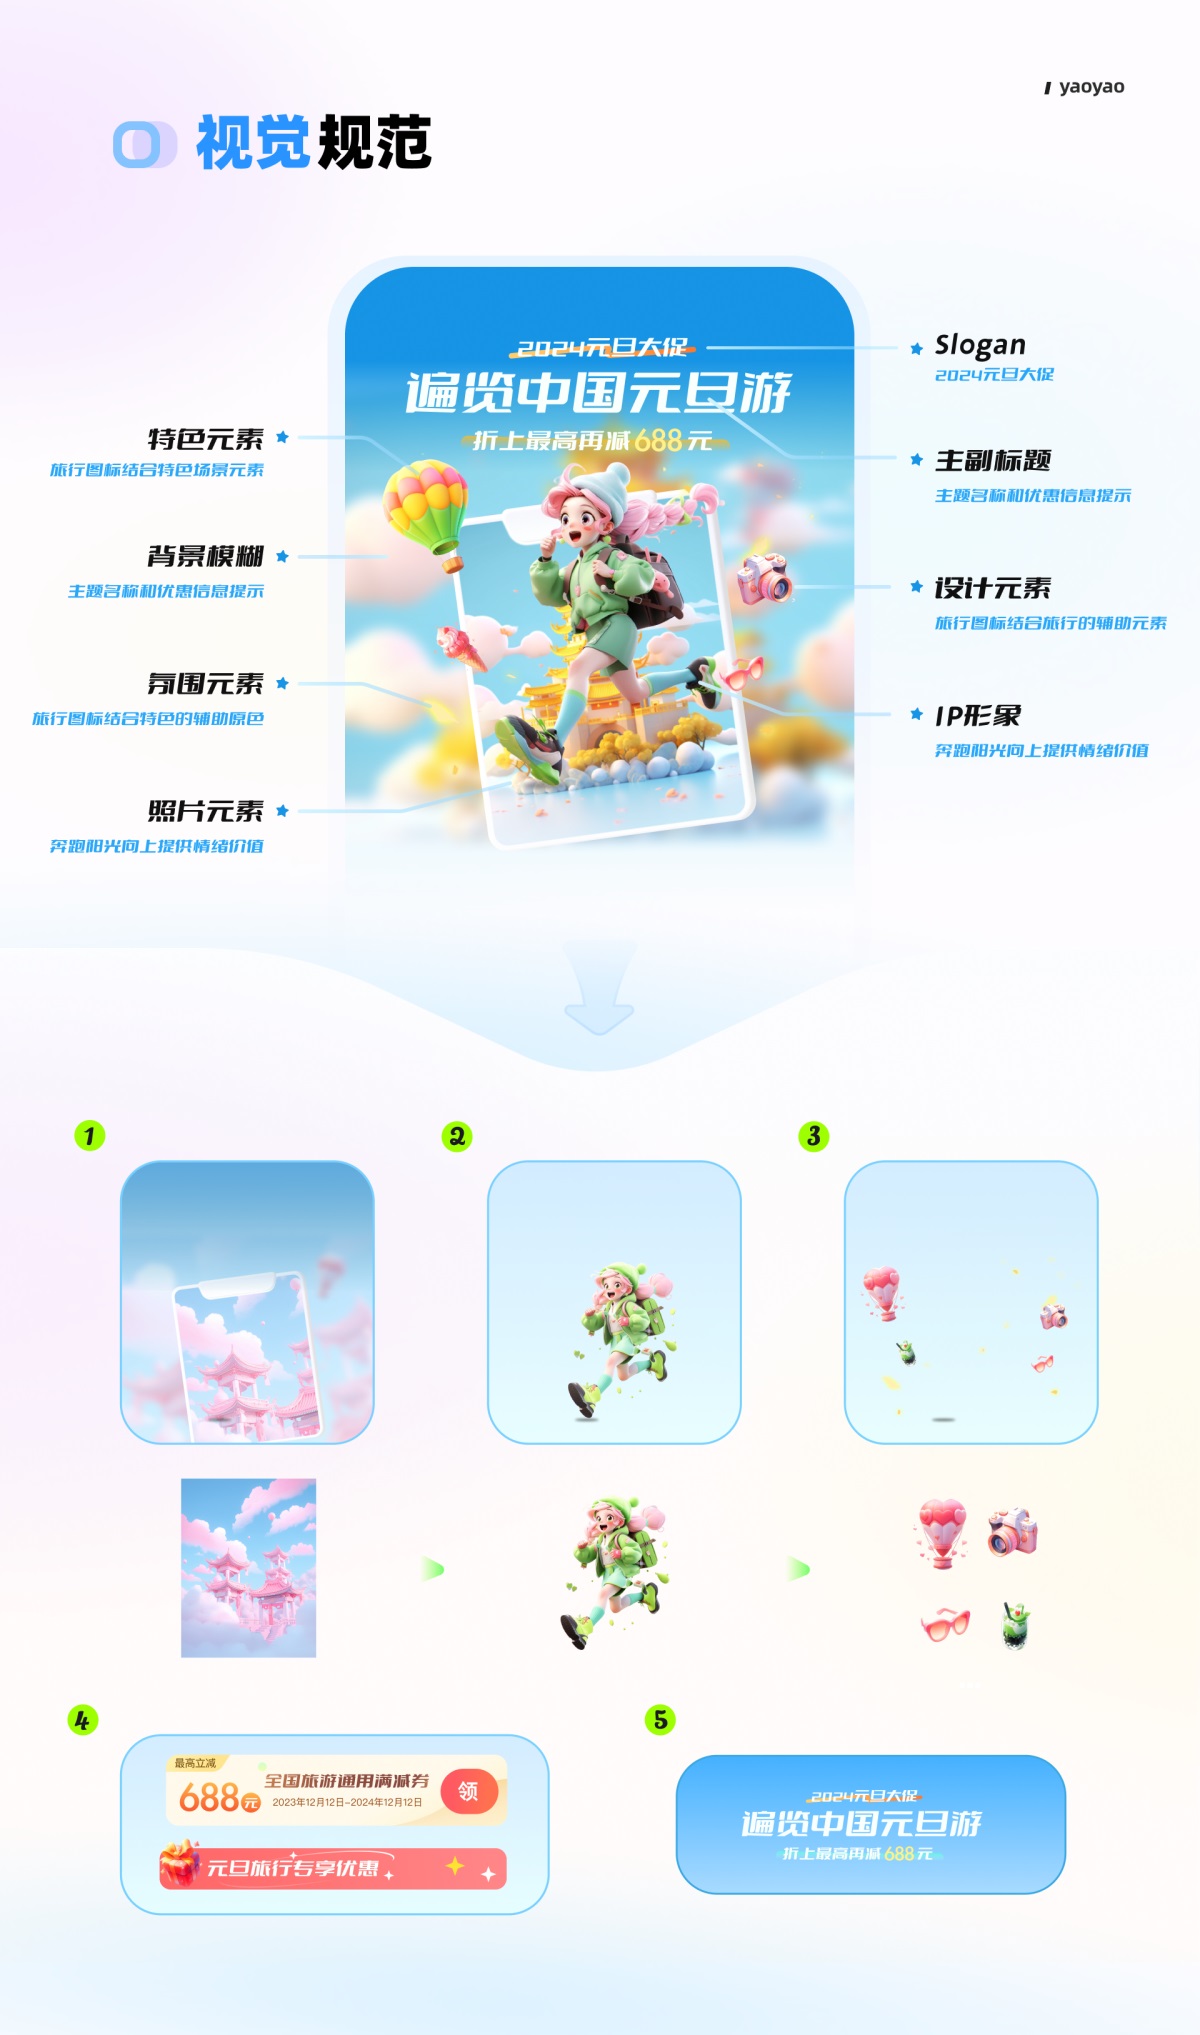 yaoyao
视觉规范
2024元旦大促
遍览中国元旦游
折上最高再减688元
Slogan
2024元旦大促
特色元素
旅行图标结合特色场景元素
主副标题
主题名称和优惠信息提示
背景模糊
主题名称和优惠信息提示
设计元素
旅行图标结合旅行的辅助元素
氛围元素
旅行图标结合特色的辅助原色
IP形象
奔跑阳光向上提供情绪价值
照片元素
奔跑阳光向上提供情绪价值
1
2
3
4
最高立减
688元
全国旅游通用满减券
2023年12月12日-2024年12月12日
领
元旦旅行专享优惠
5
2024元旦大促
遍览中国元旦游
折上最高再减688元